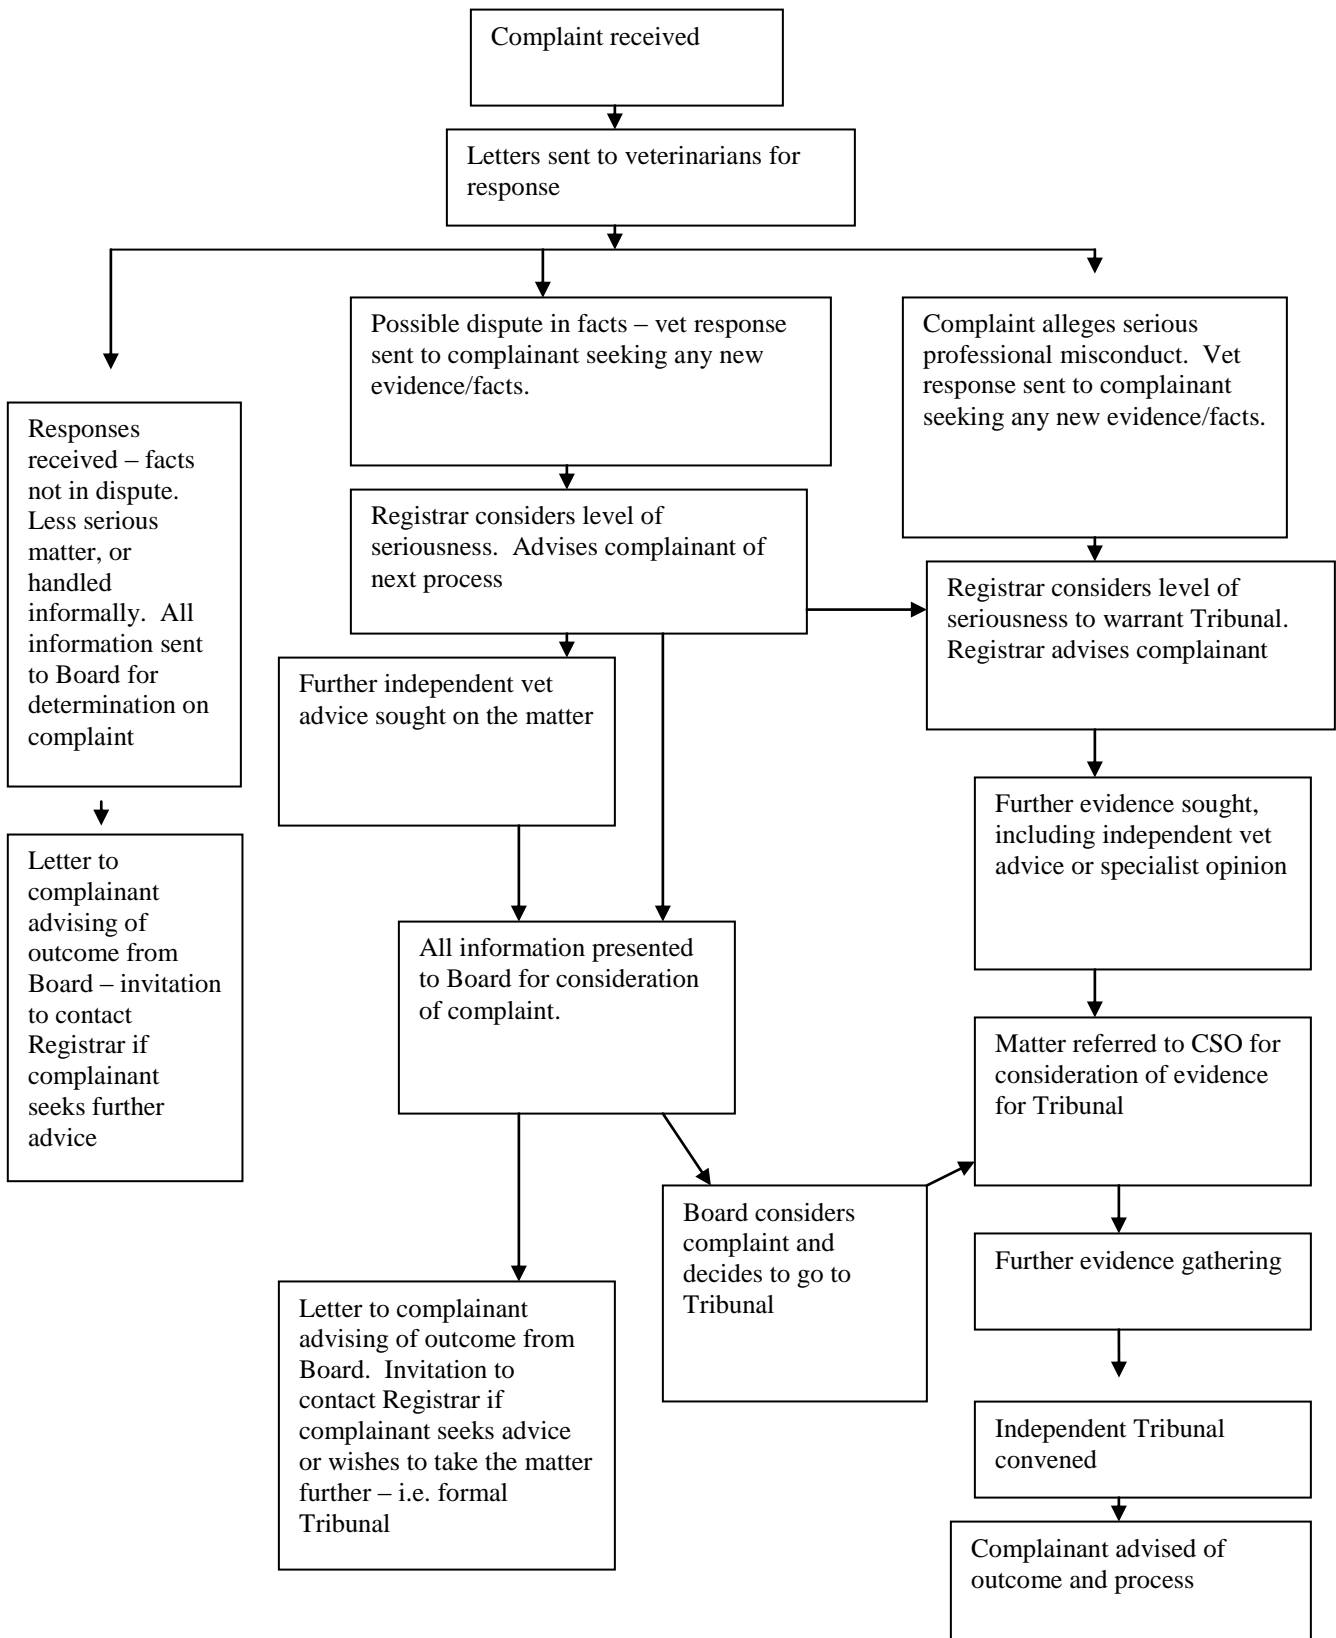 Complaint received
Letters sent to veterinarians for
response
Possible dispute in facts – vet response
sent to complainant seeking any new
evidence/facts.
Complaint alleges serious
professional misconduct.  Vet
response sent to complainant
seeking any new evidence/facts.
Responses
received – facts
not in dispute.
Less serious
matter, or
handled
informally.  All
information sent
to Board for
determination on
complaint
Registrar considers level of
seriousness.  Advises complainant of
next process
Registrar considers level of
seriousness to warrant Tribunal.
Registrar advises complainant
Further independent vet
advice sought on the matter
Further evidence sought,
including independent vet
advice or specialist opinion
Letter to
complainant
advising of
outcome from
Board – invitation
to contact
Registrar if
complainant
seeks further
advice
All information presented
to Board for consideration
of complaint.
Matter referred to CSO for
consideration of evidence
for Tribunal
Board considers
complaint and
decides to go to
Tribunal
Further evidence gathering
Letter to complainant
advising of outcome from
Board.  Invitation to
contact Registrar if
complainant seeks advice
or wishes to take the matter
further – i.e. formal
Tribunal
Independent Tribunal
convened
Complainant advised of
outcome and process